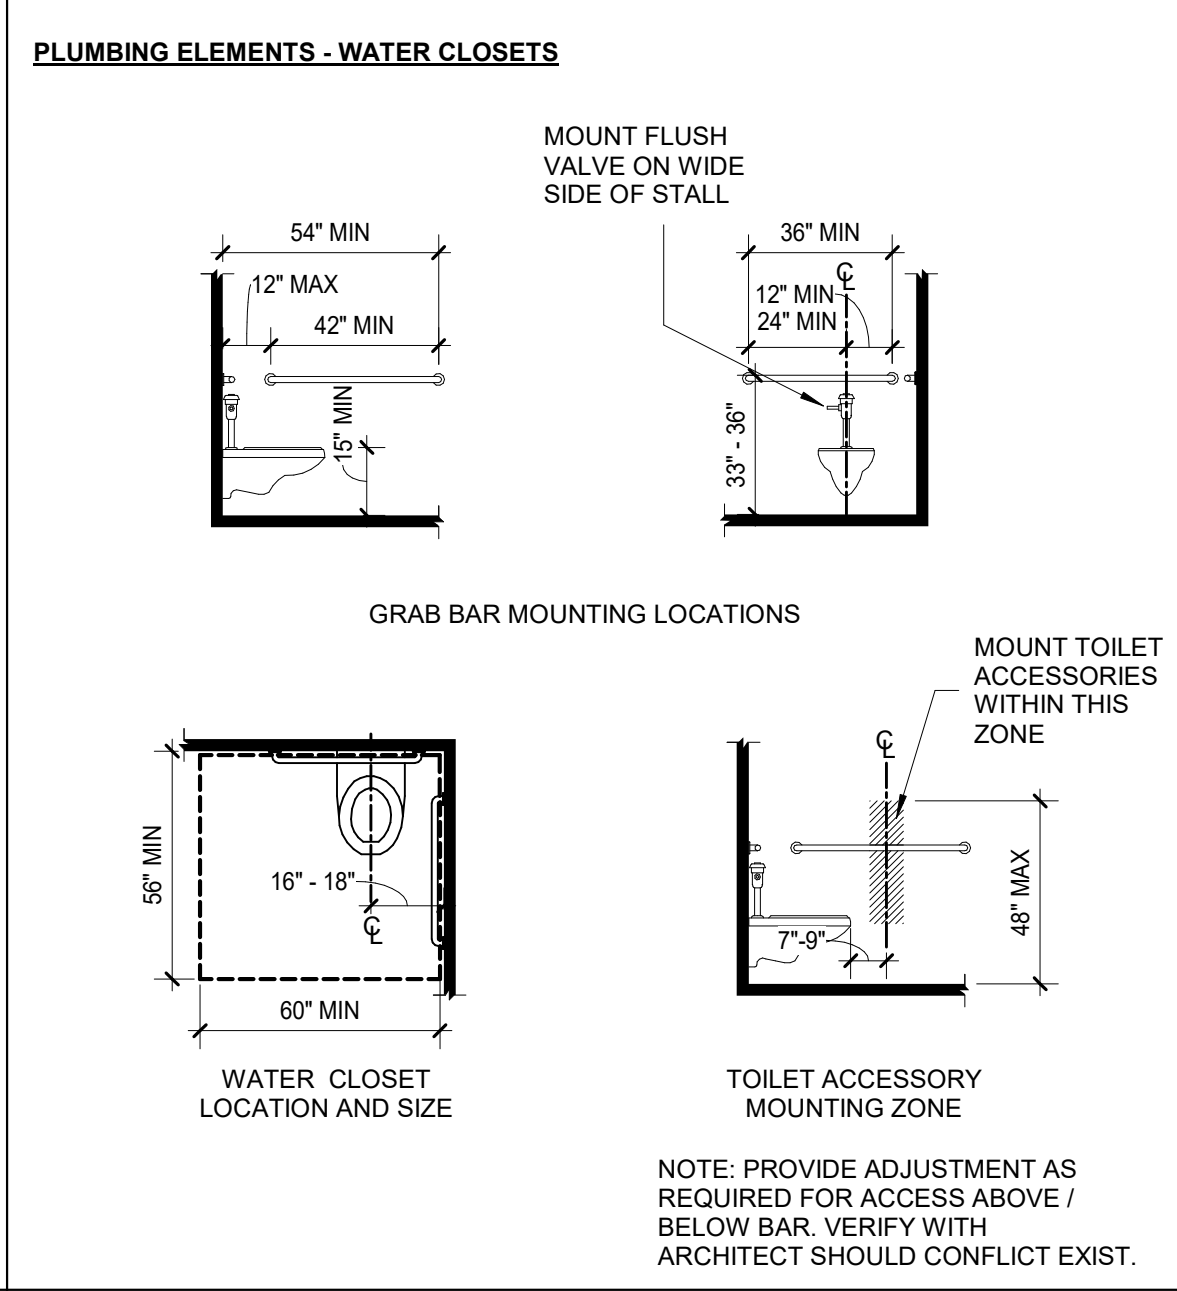 PLUMBING ELEMENTS - WATER CLOSETS
MOUNT FLUSH
VALVE ON WIDE
SIDE OF STALL
54" MIN
12" MAX
42" MIN
15" MIN
36" MIN
℄
12" MIN
24" MIN
33" - 36"
GRAB BAR MOUNTING LOCATIONS
MOUNT TOILET
ACCESSORIES
WITHIN THIS
ZONE
56" MIN
16" - 18"
℄
60" MIN
WATER CLOSET
LOCATION AND SIZE
℄
48" MAX
7"-9"
TOILET ACCESSORY
MOUNTING ZONE
NOTE: PROVIDE ADJUSTMENT AS
REQUIRED FOR ACCESS ABOVE /
BELOW BAR. VERIFY WITH
ARCHITECT SHOULD CONFLICT EXIST.